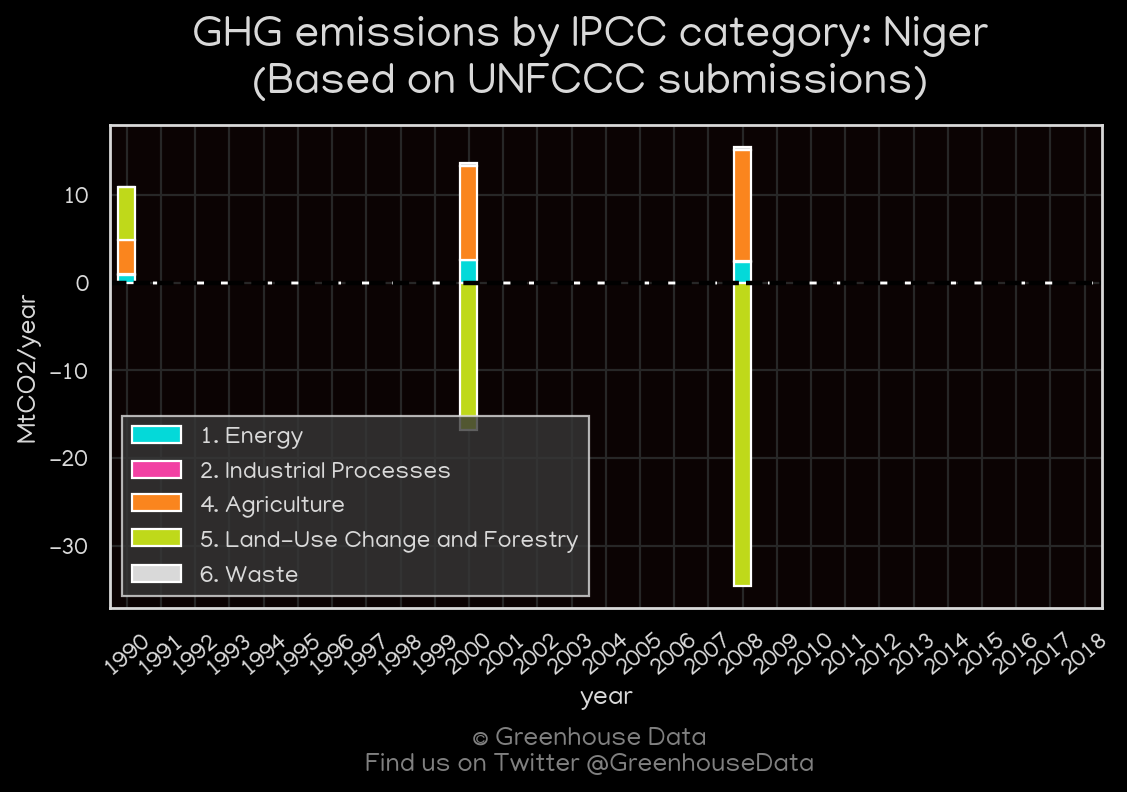 GHG emissions by IPCC category: Niger
(Based on UNFCCC submissions)
MtCO2/year
10
0
−10
−20
−30
1. Energy
2. Industrial Processes
4. Agriculture
5. Land-Use Change and Forestry
6. Waste
1990 1991 1992 1993 1994 1995 1996 1997 1998 1999 2000 2001 2002 2003 2004 2005 2006 2007 2008 2009 2010 2011 2012 2013 2014 2015 2016 2017 2018
year
© Greenhouse Data
Find us on Twitter @GreenhouseData